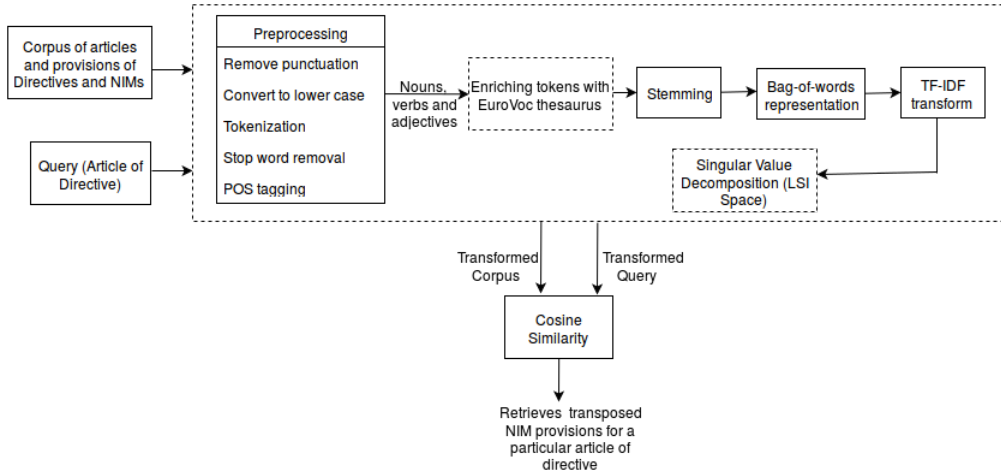 Corpus of articles
and provisions of
Directives and NIMs
Query (Article of
Directive)
Preprocessing
Remove punctuation
Convert to lower case
Tokenization
Stop word removal
POS tagging
Nouns,
verbs and
adjectives
Enriching tokens with
EuroVoc thesaurus
Stemming
Bag-of-words
representation
TF-IDF
transform
Singular Value
Decomposition (LSI
Space)
Transformed
Corpus
Transformed
Query
Cosine
Similarity
Retrieves transposed
NIM provisions for a
particular article of
directive